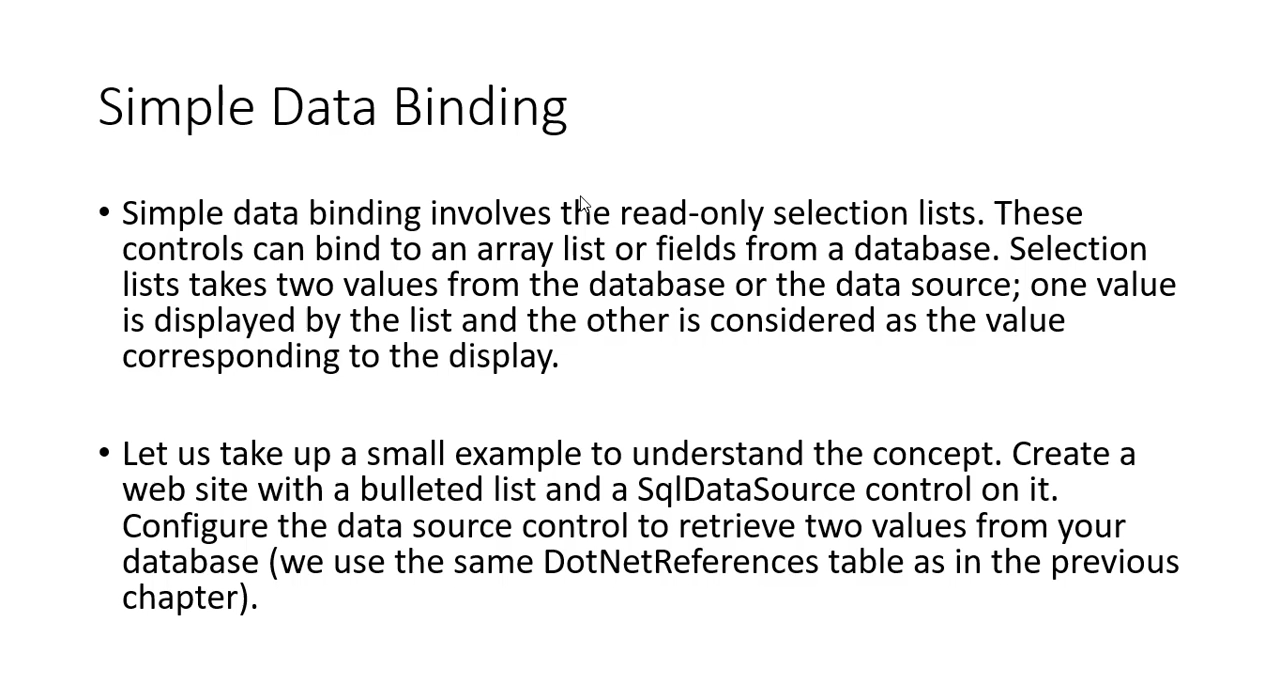 Simple Data Binding
• Simple data binding involves the read-only selection lists. These
controls can bind to an array list or fields from a database. Selection
lists takes two values from the database or the data source; one value
is displayed by the list and the other is considered as the value
corresponding to the display.
• Let us take up a small example to understand the concept. Create a
web site with a bulleted list and a SqlDataSource control on it.
Configure the data source control to retrieve two values from your
database (we use the same DotNetReferences table as in the previous
chapter).